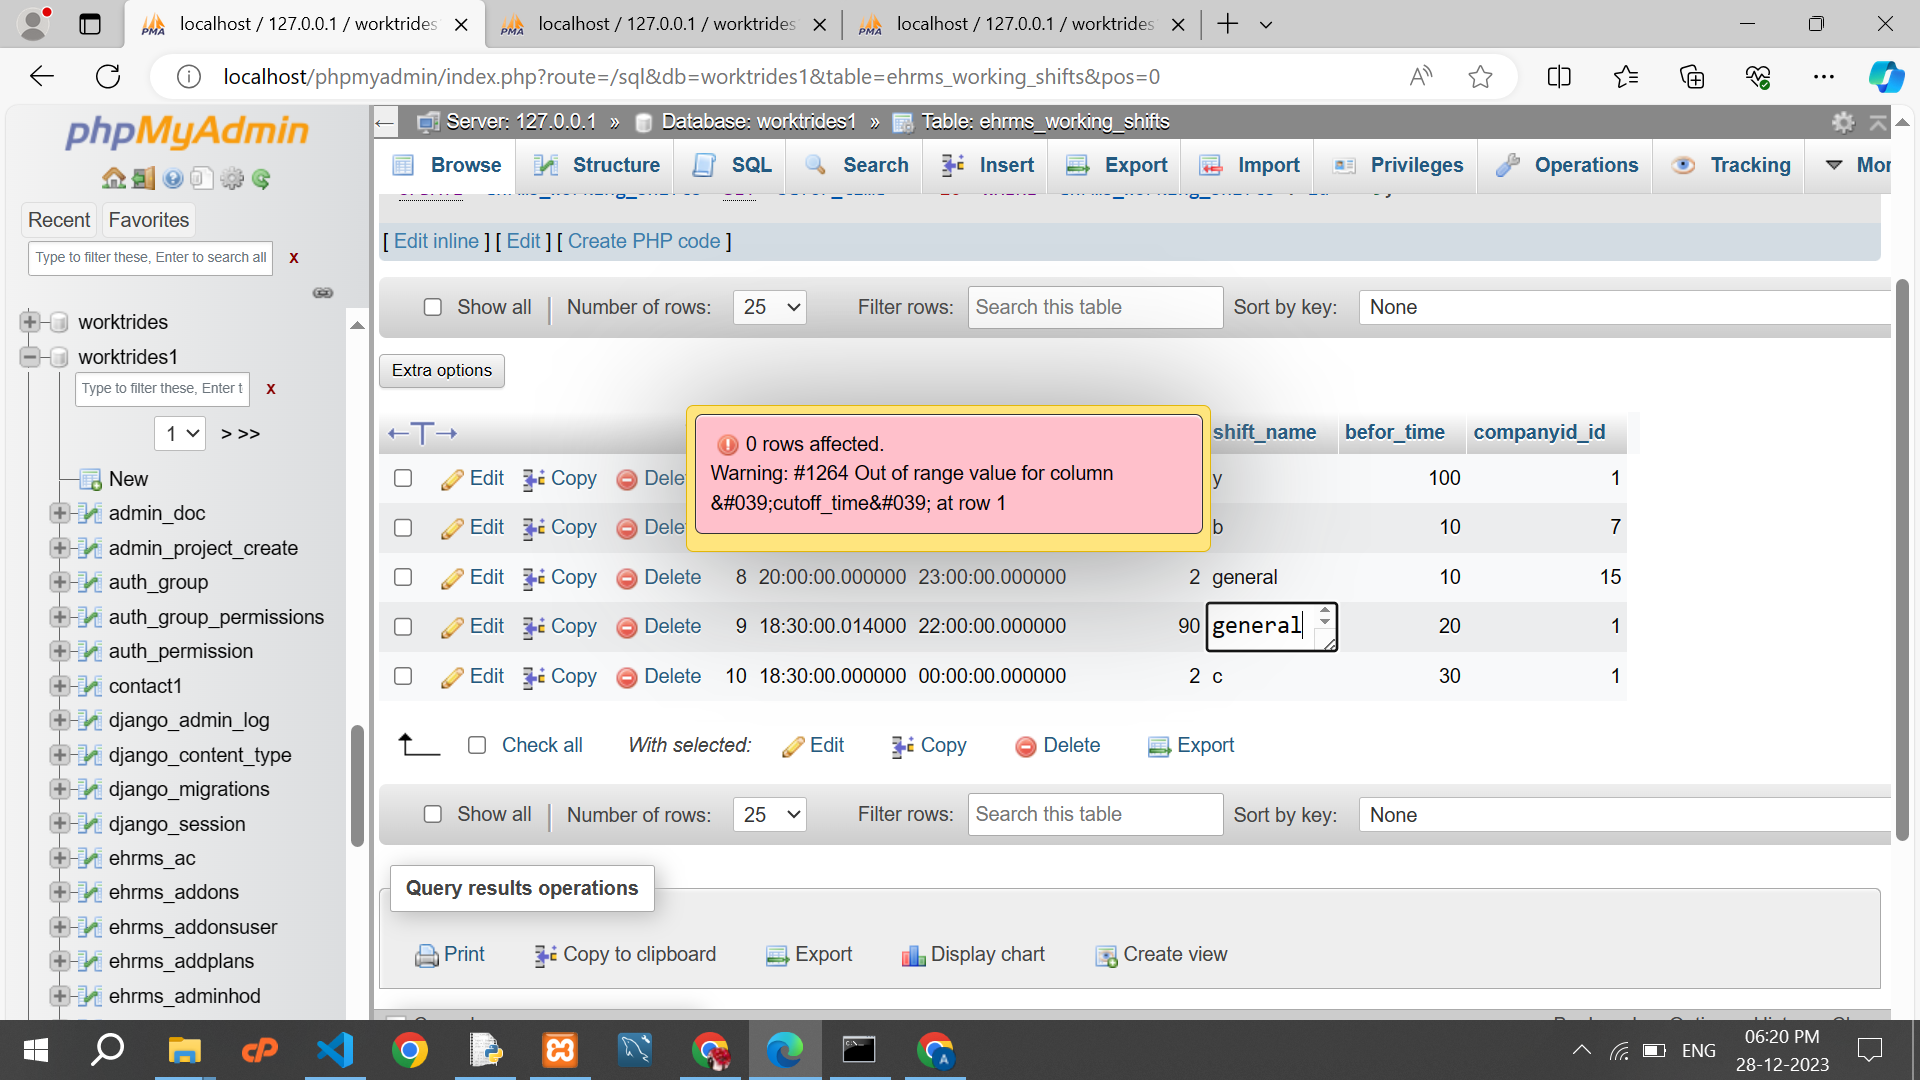 localhost / 127.0.0.1 / worktrides
localhost / 127.0.0.1 / worktrides
localhost / 127.0.0.1 / worktrides
localhost/phpmyadmin/index.php?route=/sql&db=worktrides1&table=ehrms_working_shifts&pos=0
phpMyAdmin
Recent Favorites
Type to filter these, Enter to search all X
worktrides
worktrides1
Type to filter these, Enter t X
1 > >>
New
admin_doc
admin_project_create
auth_group
auth_group_permissions
auth_permission
contact1
django_admin_log
django_content_type
django_migrations
django_session
ehrms_ac
ehrms_addons
ehrms_addonsuser
ehrms_addplans
ehrms_adminhod
Server: 127.0.0.1 » Database: worktrides1 » Table: ehrms_working_shifts
Browse Structure SQL Search Insert Export Import Privileges Operations Tracking Mor
[ Edit inline ] [ Edit ] [ Create PHP code ]
Show all Number of rows: 25 Filter rows: Search this table Sort by key: None
Extra options
shift_name befor_time companyid_id
0 rows affected.
Warning: #1264 Out of range value for column
&#039;cutoff_time&#039; at row 1
Edit Copy Dele y 100 1
Edit Copy Dele b 10 7
Edit Copy Delete 8 20:00:00.000000 23:00:00.000000 2 general 10 15
Edit Copy Delete 9 18:30:00.014000 22:00:00.000000 90 general 20 1
Edit Copy Delete 10 18:30:00.000000 00:00:00.000000 2 c 30 1
Check all With selected: Edit Copy Delete Export
Show all Number of rows: 25 Filter rows: Search this table Sort by key: None
Query results operations
Print Copy to clipboard Export Display chart Create view
ENG
06:20 PM
28-12-2023